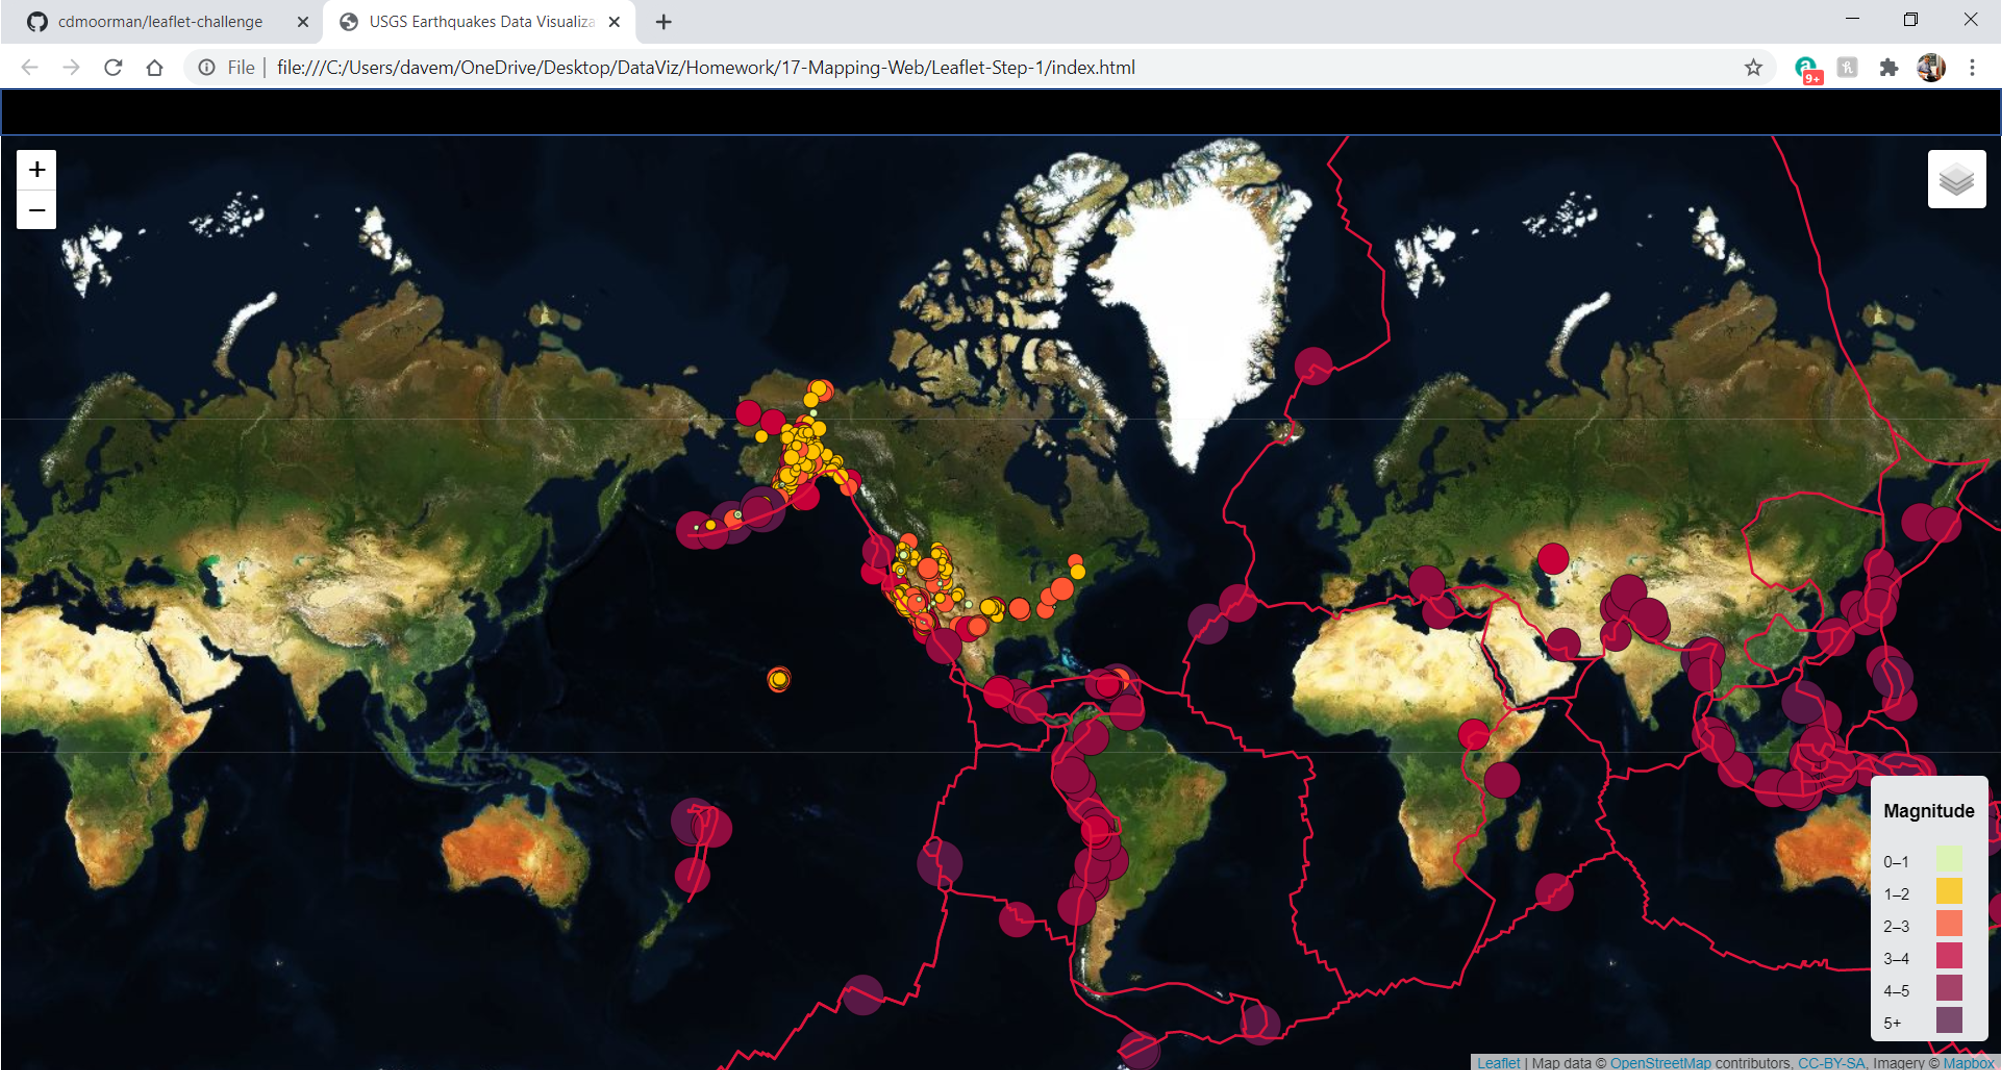 cdmoorman/leaflet-challenge
USGS Earthquakes Data Visualiza
File
file:///C:/Users/davem/OneDrive/Desktop/DataViz/Homework/17-Mapping-Web/Leaflet-Step-1/index.html
a
9+
h
+
−
Magnitude
0–1
1–2
2–3
3–4
4–5
5+
Leaflet | Map data © OpenStreetMap contributors, CC-BY-SA, Imagery © Mapbox